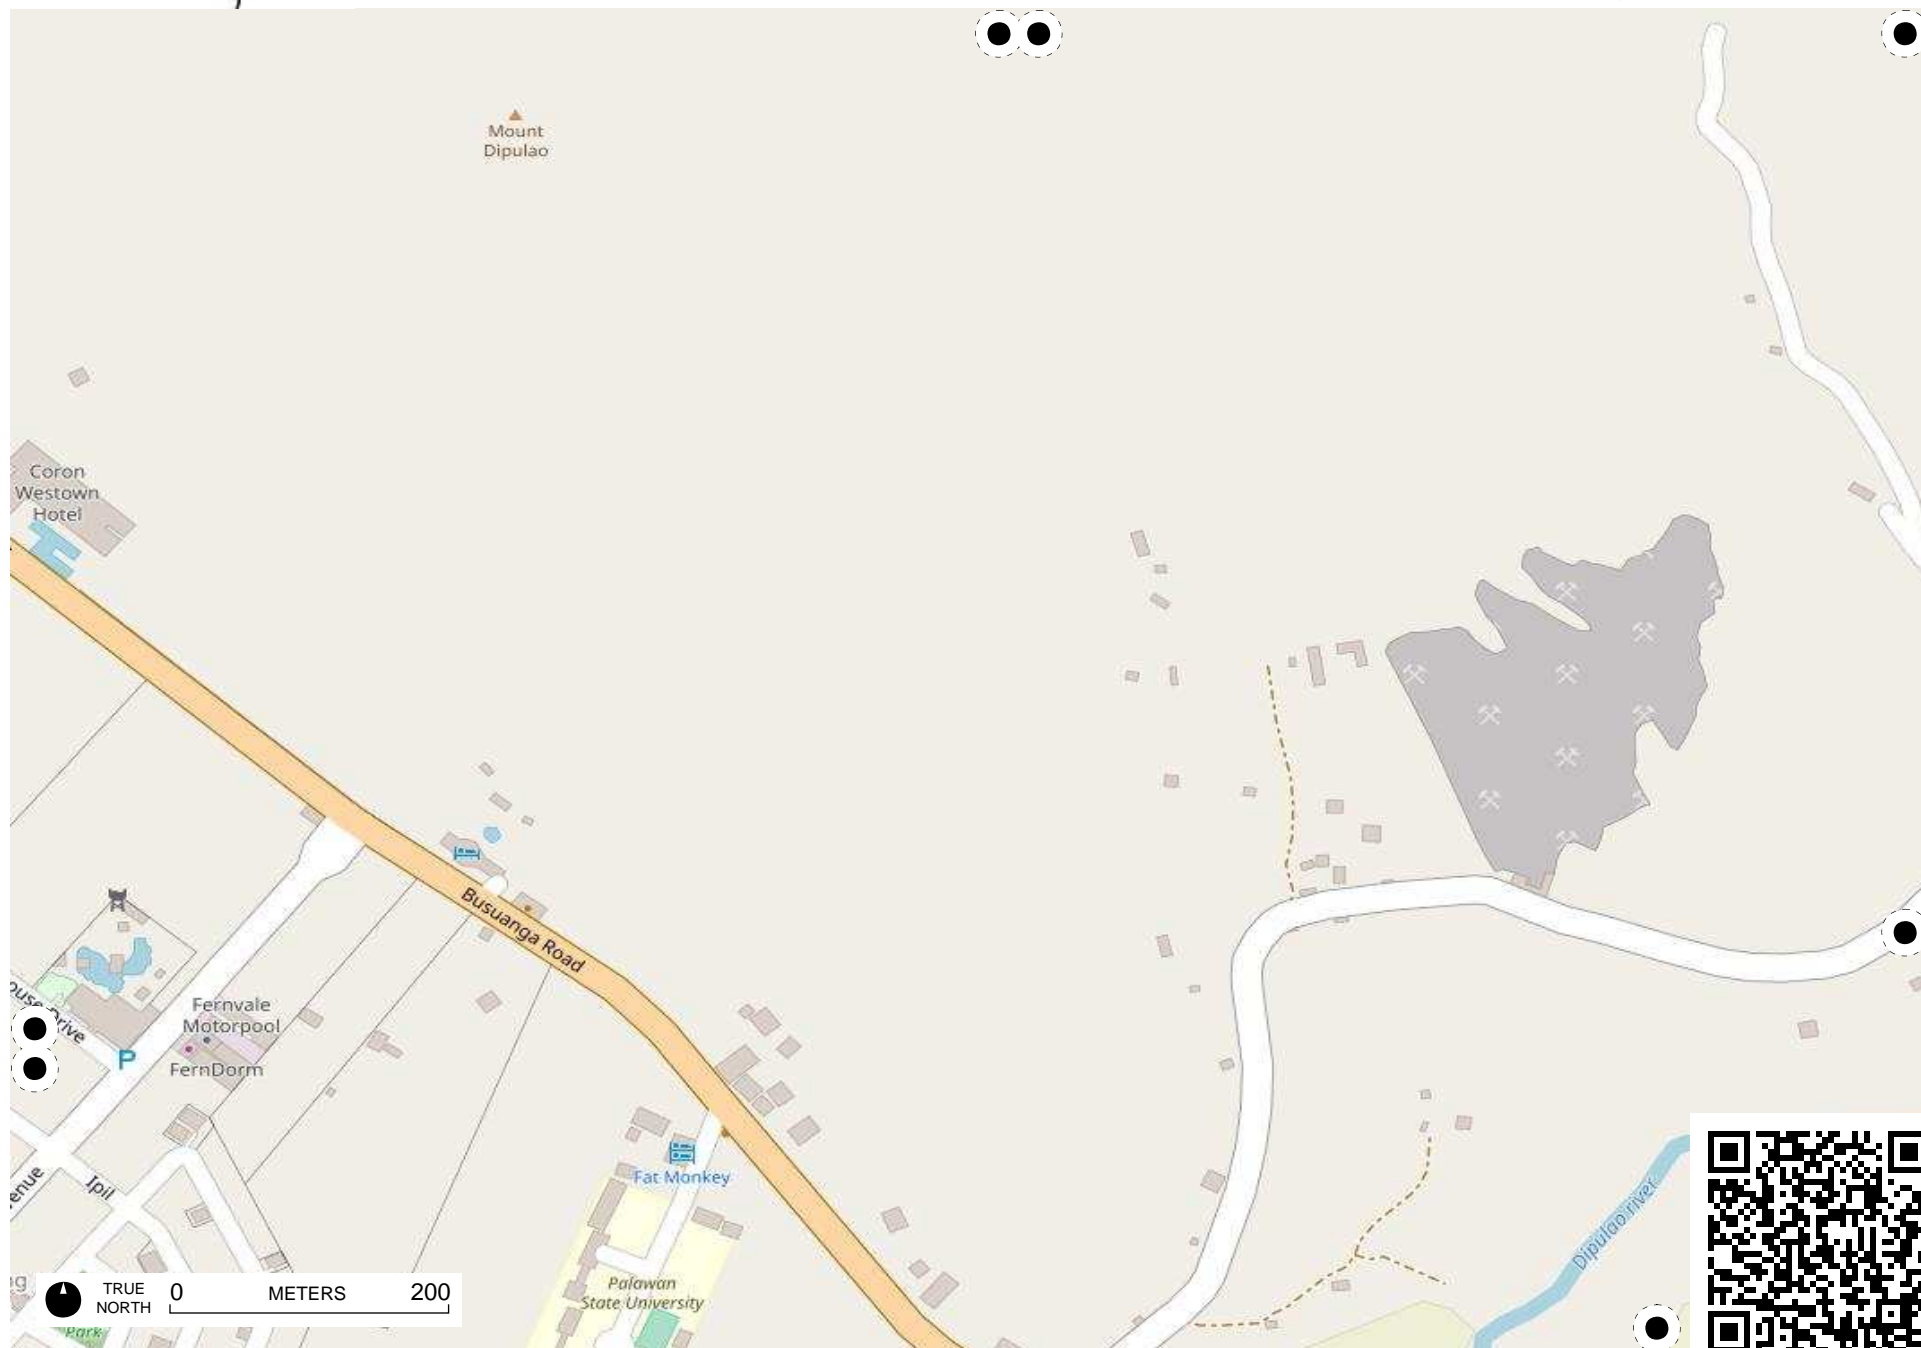 Mount
Dipulao
Coron
Westown
Hotel
Busuanga Road
Drive
Fernvale
Motorpool
P
FernDorm
Ipil
Fat Monkey
Palawan
State University
Dipulao river
TRUE
NORTH
0 METERS 200
Park